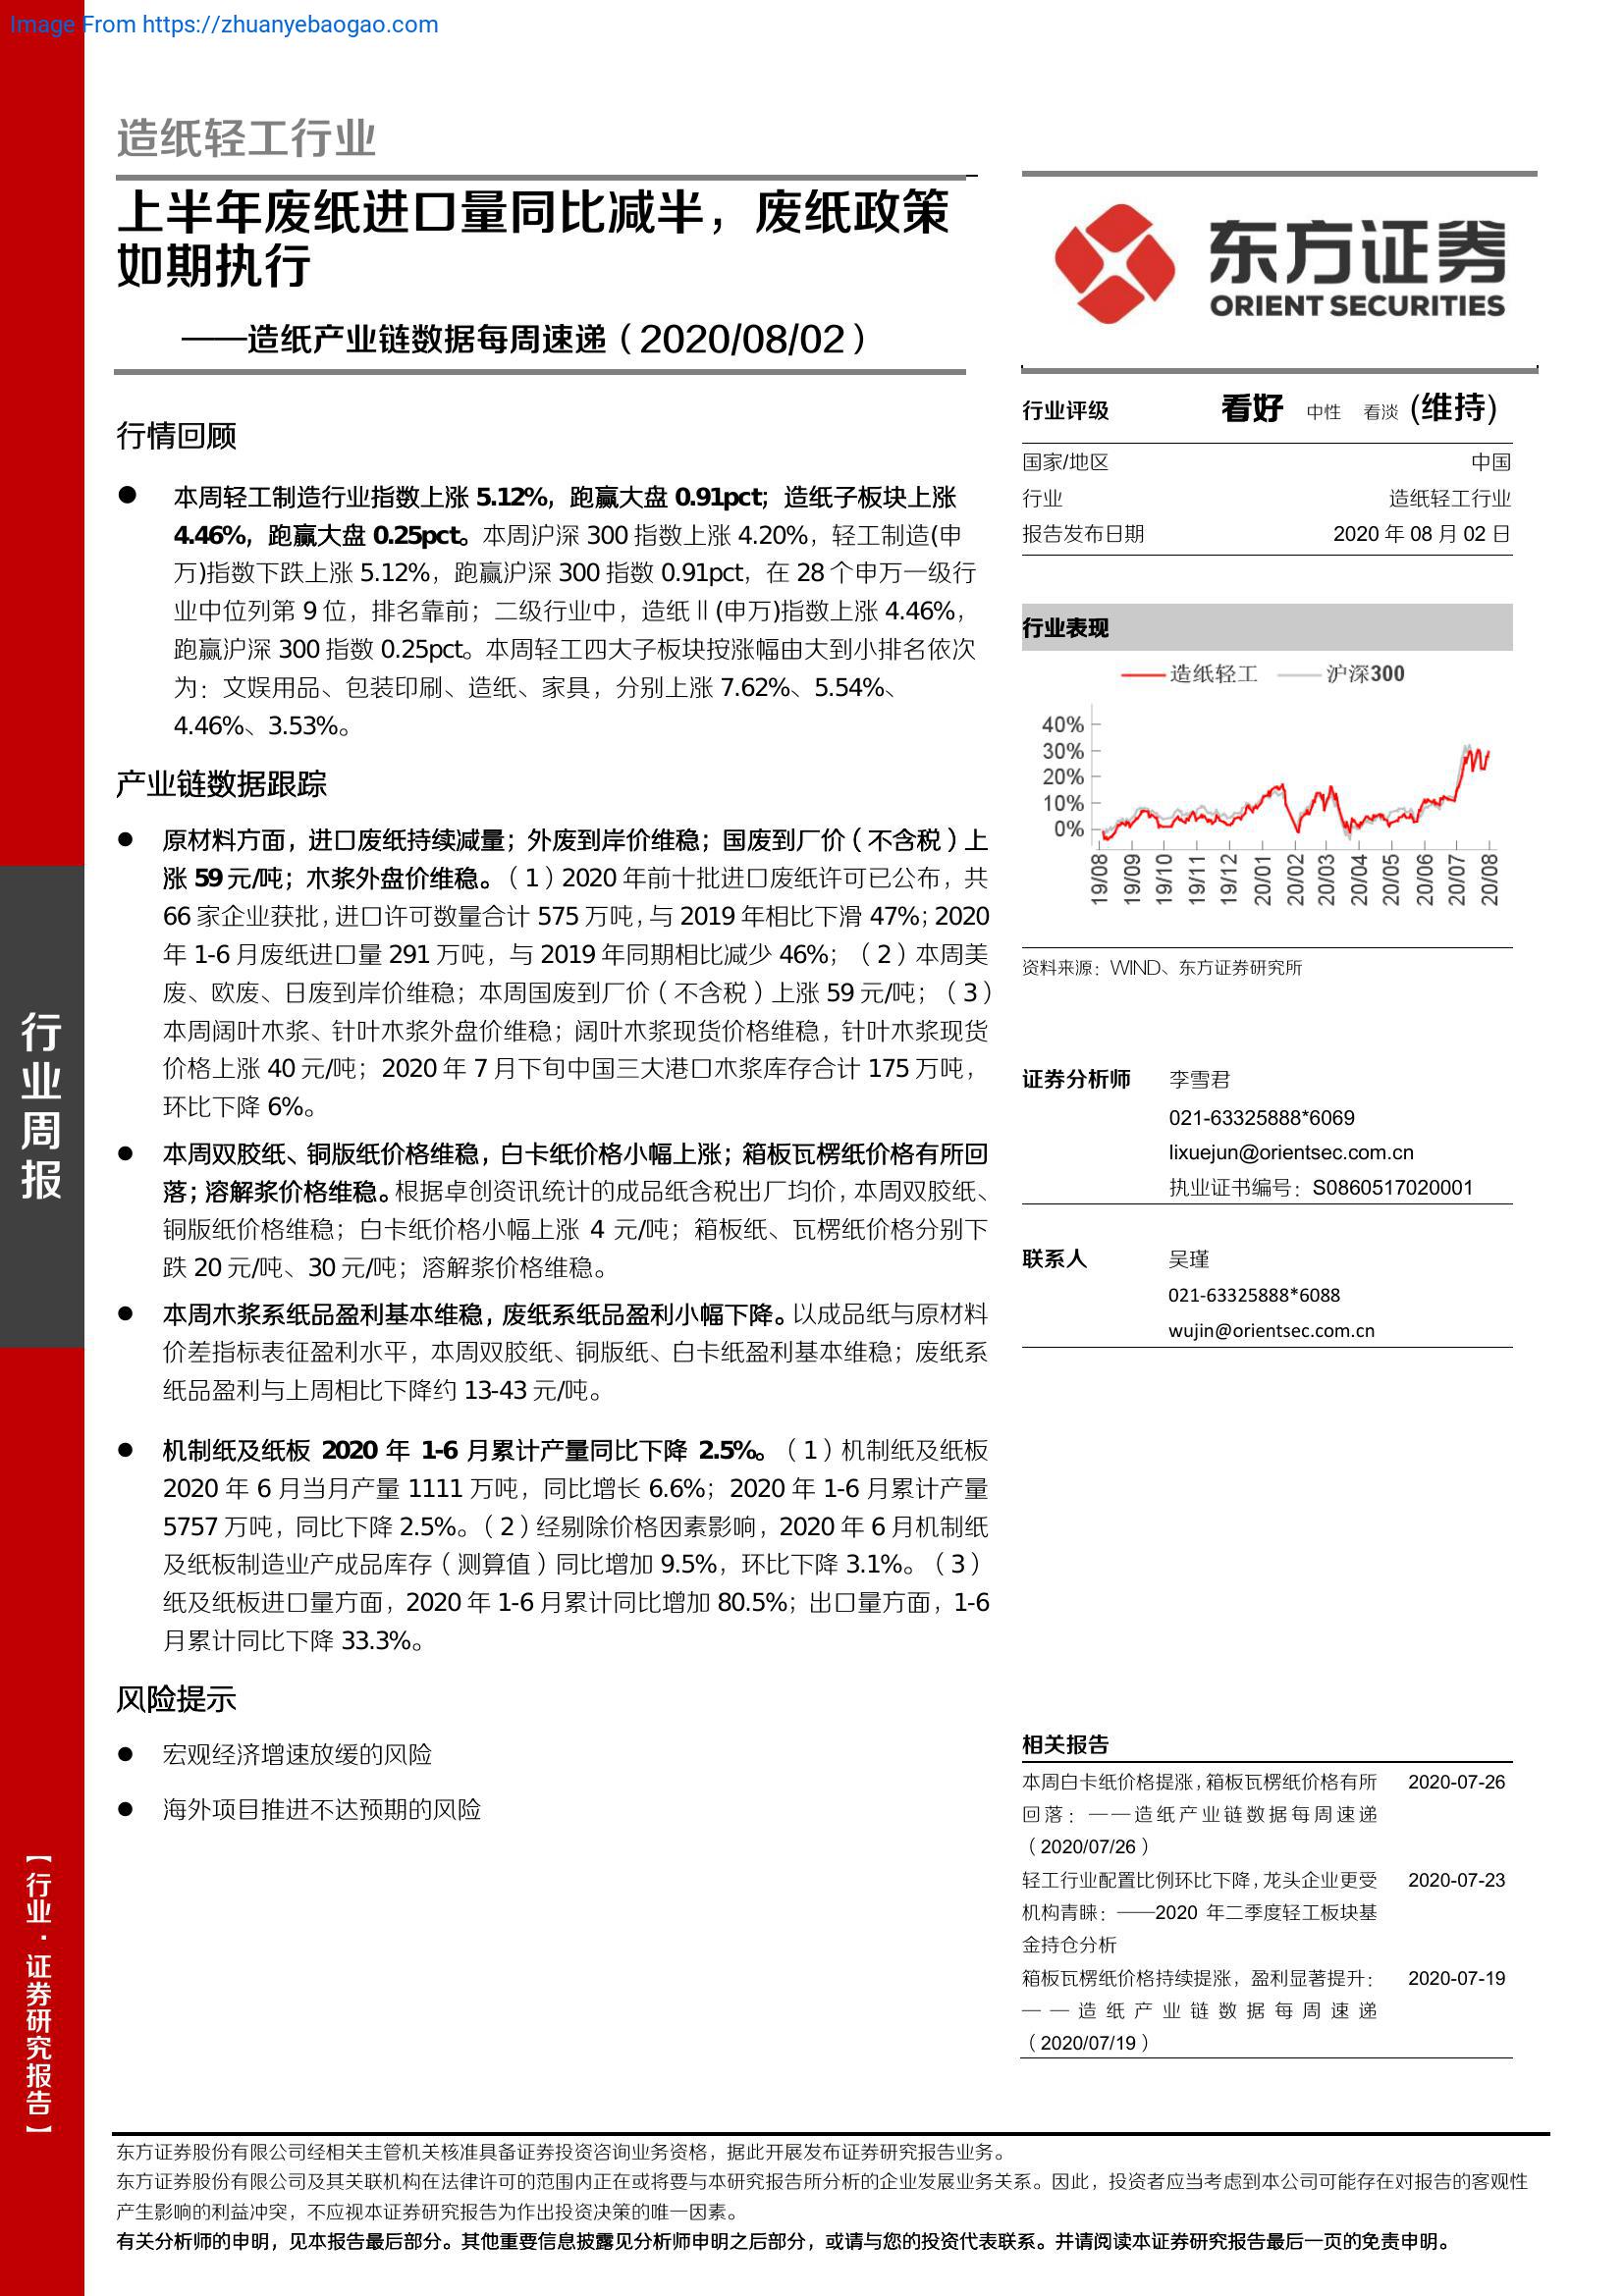 Image From https://zhuanyebaogao.com
造纸轻工行业
上半年废纸进口量同比减半，废纸政策
如期执行
——造纸产业链数据每周速递（2020/08/02）
行情回顾
● 本周轻工制造行业指数上涨 5.12%，跑赢大盘 0.91pct；造纸子板块上涨
4.46%，跑赢大盘 0.25pct。本周沪深 300 指数上涨 4.20%，轻工制造(申
万)指数下跌上涨 5.12%，跑赢沪深 300 指数 0.91pct，在 28 个申万一级行
业中位列第 9 位，排名靠前；二级行业中，造纸Ⅱ(申万)指数上涨 4.46%，
跑赢沪深 300 指数 0.25pct。本周轻工四大子板块按涨幅由大到小排名依次
为：文娱用品、包装印刷、造纸、家具，分别上涨 7.62%、5.54%、
4.46%、3.53%。
产业链数据跟踪
● 原材料方面，进口废纸持续减量；外废到岸价维稳；国废到厂价（不含税）上
涨 59 元/吨；木浆外盘价维稳。（1）2020 年前十批进口废纸许可已公布，共
66 家企业获批，进口许可数量合计 575 万吨，与 2019 年相比下滑 47%；2020
年 1-6 月废纸进口量 291 万吨，与 2019 年同期相比减少 46%；（2）本周美
废、欧废、日废到岸价维稳；本周国废到厂价（不含税）上涨 59 元/吨；（3）
本周阔叶木浆、针叶木浆外盘价维稳；阔叶木浆现货价格维稳，针叶木浆现货
价格上涨 40 元/吨；2020 年 7 月下旬中国三大港口木浆库存合计 175 万吨，
环比下降 6%。
● 本周双胶纸、铜版纸价格维稳，白卡纸价格小幅上涨；箱板瓦楞纸价格有所回
落；溶解浆价格维稳。根据卓创资讯统计的成品纸含税出厂均价，本周双胶纸、
铜版纸价格维稳；白卡纸价格小幅上涨 4 元/吨；箱板纸、瓦楞纸价格分别下
跌 20 元/吨、30 元/吨；溶解浆价格维稳。
● 本周木浆系纸品盈利基本维稳，废纸系纸品盈利小幅下降。以成品纸与原材料
价差指标表征盈利水平，本周双胶纸、铜版纸、白卡纸盈利基本维稳；废纸系
纸品盈利与上周相比下降约 13-43 元/吨。
● 机制纸及纸板 2020 年 1-6 月累计产量同比下降 2.5%。（1）机制纸及纸板
2020 年 6 月当月产量 1111 万吨，同比增长 6.6%；2020 年 1-6 月累计产量
5757 万吨，同比下降 2.5%。（2）经剔除价格因素影响，2020 年 6 月机制纸
及纸板制造业产成品库存（测算值）同比增加 9.5%，环比下降 3.1%。（3）
纸及纸板进口量方面，2020 年 1-6 月累计同比增加 80.5%；出口量方面，1-6
月累计同比下降 33.3%。
风险提示
● 宏观经济增速放缓的风险
● 海外项目推进不达预期的风险
东方证券
ORIENT SECURITIES
行业评级 看好 中性 看淡 (维持)
国家/地区 中国
行业 造纸轻工行业
报告发布日期 2020 年 08 月 02 日
行业表现
造纸轻工 沪深300
40%
30%
20%
10%
0%
19/08 19/09 19/10 19/11 19/12 20/01 20/02 20/03 20/04 20/05 20/06 20/07 20/08
资料来源：WIND、东方证券研究所
证券分析师 李雪君
021-63325888*6069
lixuejun@orientsec.com.cn
执业证书编号：S0860517020001
联系人 吴瑾
021-63325888*6088
wujin@orientsec.com.cn
相关报告
本周白卡纸价格提涨，箱板瓦楞纸价格有所 2020-07-26
回落：——造纸产业链数据每周速递
（2020/07/26）
轻工行业配置比例环比下降，龙头企业更受 2020-07-23
机构青睐：——2020 年二季度轻工板块基
金持仓分析
箱板瓦楞纸价格持续提涨，盈利显著提升： 2020-07-19
——造纸产业链数据每周速递
（2020/07/19）
行业周报
【行业·证券研究报告】
东方证券股份有限公司经相关主管机关核准具备证券投资咨询业务资格，据此开展发布证券研究报告业务。
东方证券股份有限公司及其关联机构在法律许可的范围内正在或将要与本研究报告所分析的企业发展业务关系。因此，投资者应当考虑到本公司可能存在对报告的客观性
产生影响的利益冲突，不应视本证券研究报告为作出投资决策的唯一因素。
有关分析师的申明，见本报告最后部分。其他重要信息披露见分析师申明之后部分，或请与您的投资代表联系。并请阅读本证券研究报告最后一页的免责申明。